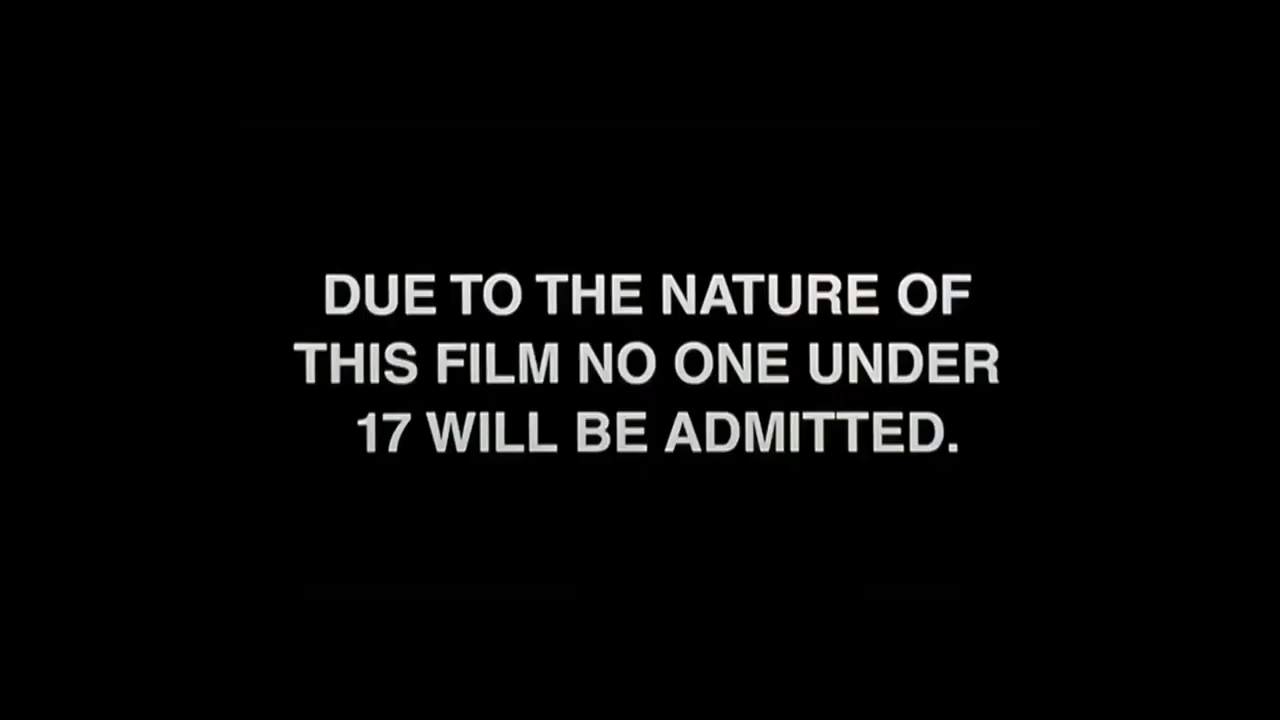 DUE TO THE NATURE OF
THIS FILM NO ONE UNDER
17 WILL BE ADMITTED.